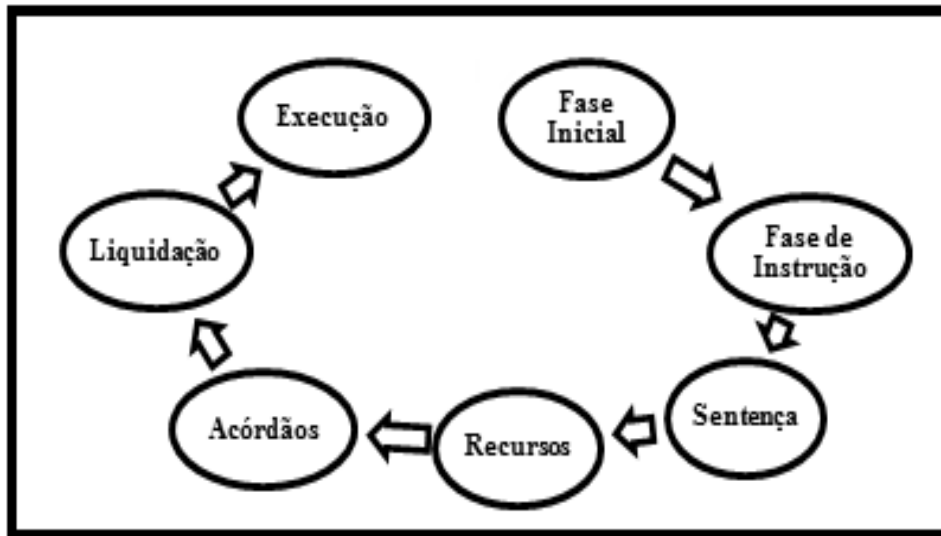 Fase
Inicial
Fase de
Instrução
Sentença
Recursos
Acórdãos
Liquidação
Execução